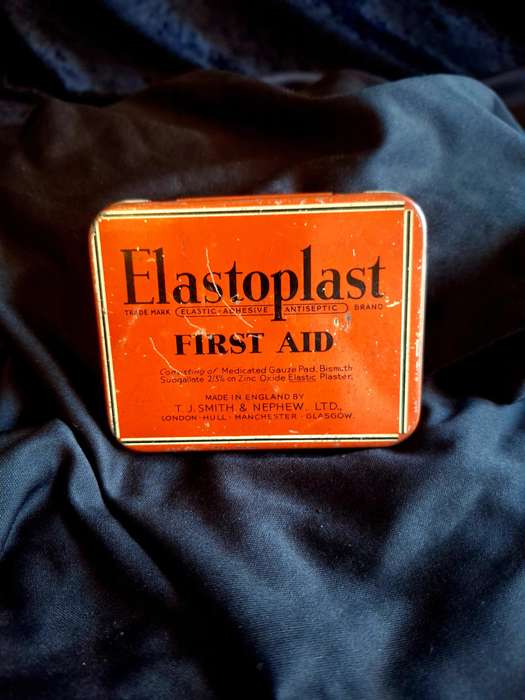 Elastoplast
TRADE MARK ELASTIC-ADHESIVE ANTISEPTIC BRAND
FIRST AID
Consisting of Medicated Gauze Pad, Bismuth
Subgallate 2/3% on Zinc Oxide Elastic Plaster.
MADE IN ENGLAND BY
T. J. SMITH & NEPHEW, LTD.,
LONDON - HULL - MANCHESTER - GLASGOW.